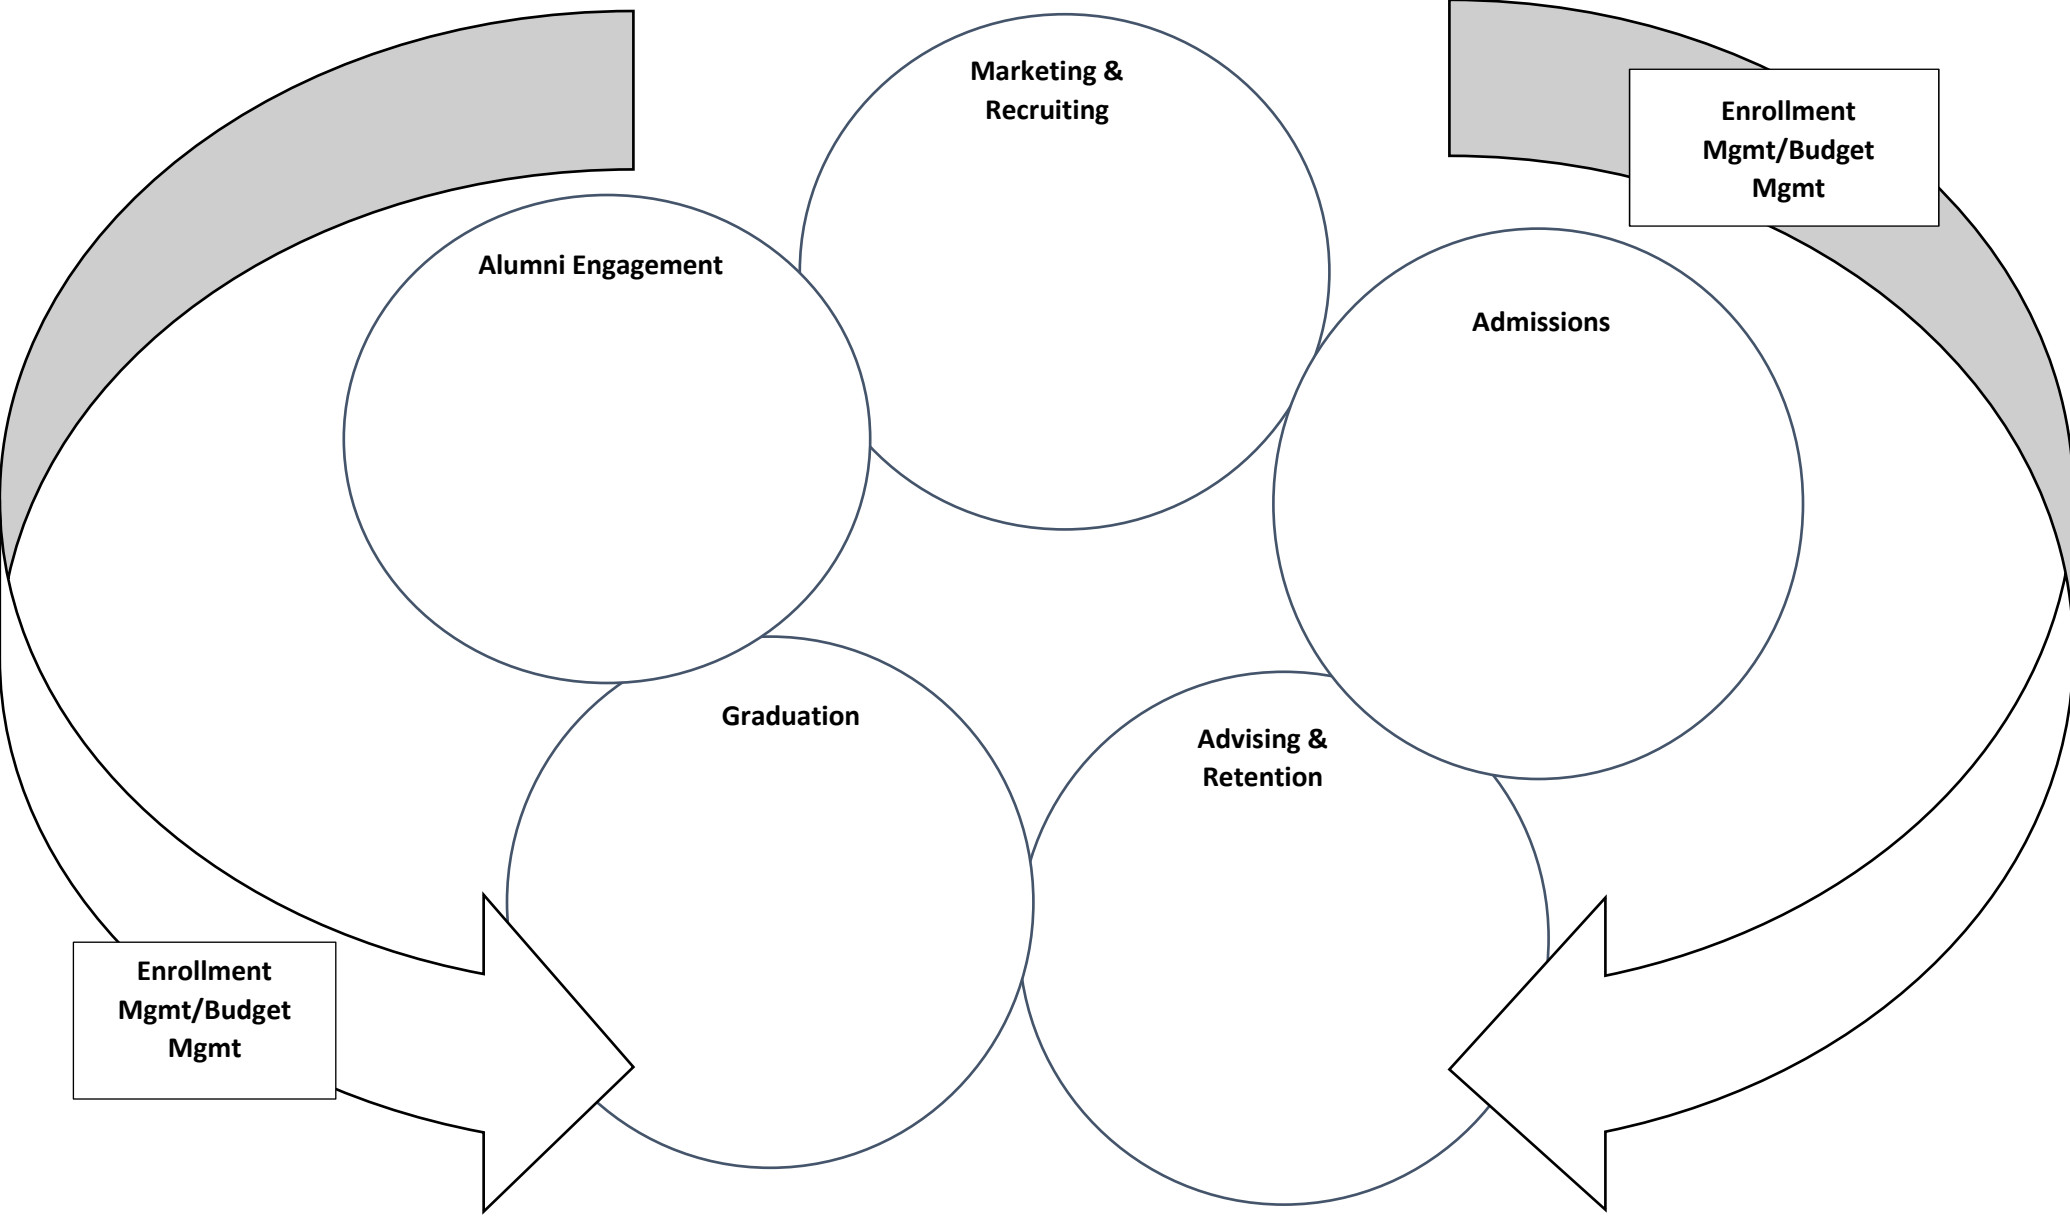 Marketing &
Recruiting
Enrollment
Mgmt/Budget
Mgmt
Alumni Engagement
Admissions
Graduation
Advising &
Retention
Enrollment
Mgmt/Budget
Mgmt